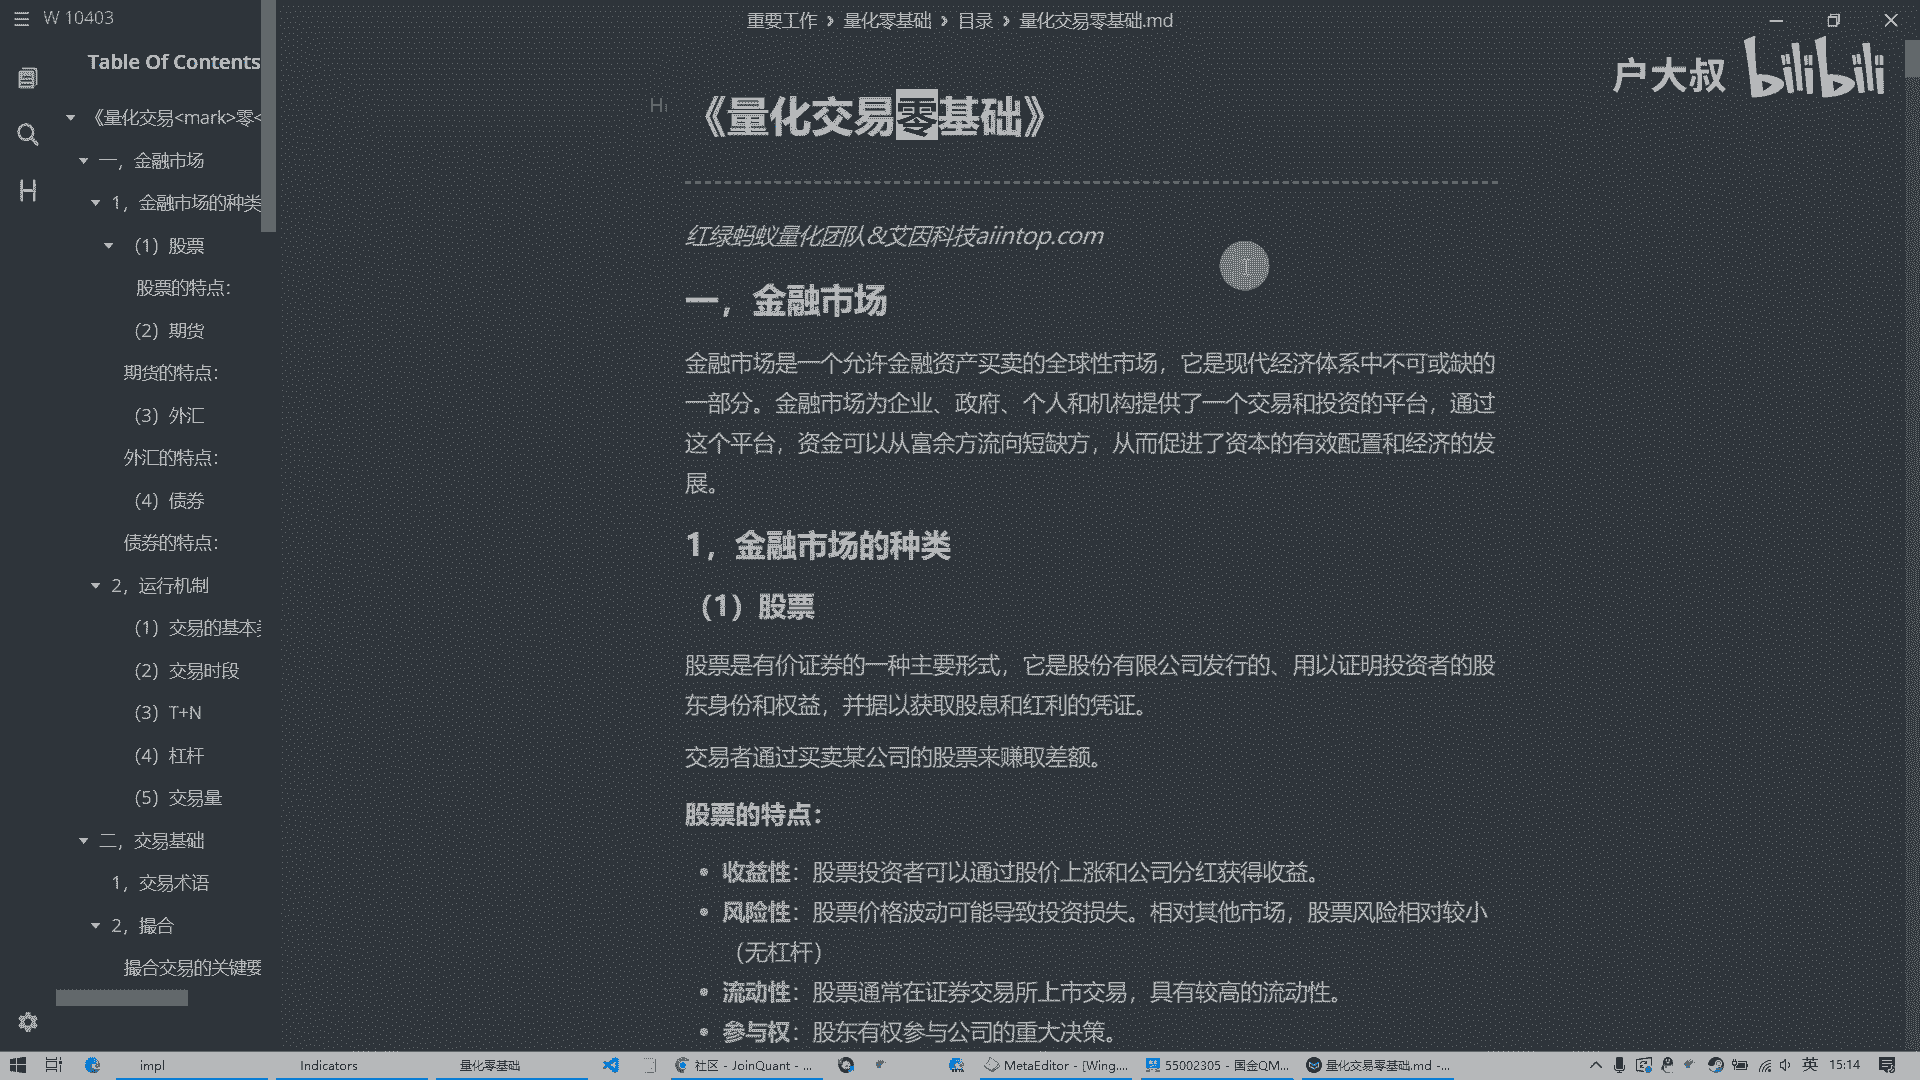 W 10403
重要工作 › 量化零基础 › 目录 › 量化交易零基础.md
户大叔 bilibili
Table Of Contents
《量化交易<mark>零<
一，金融市场
1，金融市场的种类
（1）股票
股票的特点：
（2）期货
期货的特点：
（3）外汇
外汇的特点：
（4）债券
债券的特点：
2，运行机制
（1）交易的基本
（2）交易时段
（3）T+N
（4）杠杆
（5）交易量
二，交易基础
1，交易术语
2，撮合
撮合交易的关键要
H1
《量化交易零基础》
红绿蚂蚁量化团队&艾因科技aiintop.com
一，金融市场
金融市场是一个允许金融资产买卖的全球性市场，它是现代经济体系中不可或缺的
一部分。金融市场为企业、政府、个人和机构提供了一个交易和投资的平台，通过
这个平台，资金可以从富余方流向短缺方，从而促进了资本的有效配置和经济的发
展。
1，金融市场的种类
（1）股票
股票是有价证券的一种主要形式，它是股份有限公司发行的、用以证明投资者的股
东身份和权益，并据以获取股息和红利的凭证。
交易者通过买卖某公司的股票来赚取差额。
股票的特点：
• 收益性：股票投资者可以通过股价上涨和公司分红获得收益。
• 风险性：股票价格波动可能导致投资损失。相对其他市场，股票风险相对较小
（无杠杆）
• 流动性：股票通常在证券交易所上市交易，具有较高的流动性。
• 参与权：股东有权参与公司的重大决策。
impl
Indicators
量化零基础
社区 - JoinQuant - ...
MetaEditor - [Wing....
55002305 - 国金QM...
量化交易零基础.md -...
英
15:14